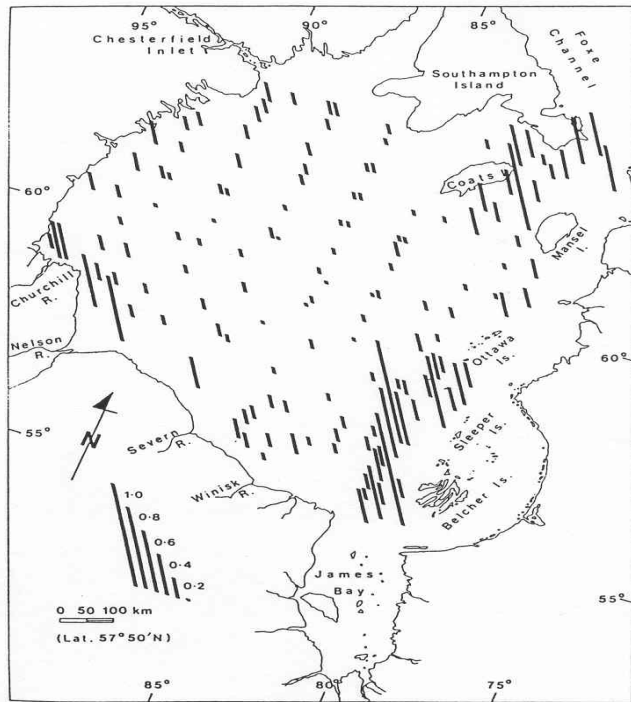 95°
90°
85°
Chesterfield
Inlet
Foxe
Channel
Southampton
Island
60°
Coats I.
Mansel
I.
Churchill
R.
Nelson
R.
Ottawa
Is.
60°
N
55°
Severn
R.
Sleeper
Is.
Winisk
R.
Belcher Is.
1·0
0·8
0·6
0·4
0·2
James
Bay
0 50 100 km
(Lat. 57°50'N)
55°
85°
80°
75°